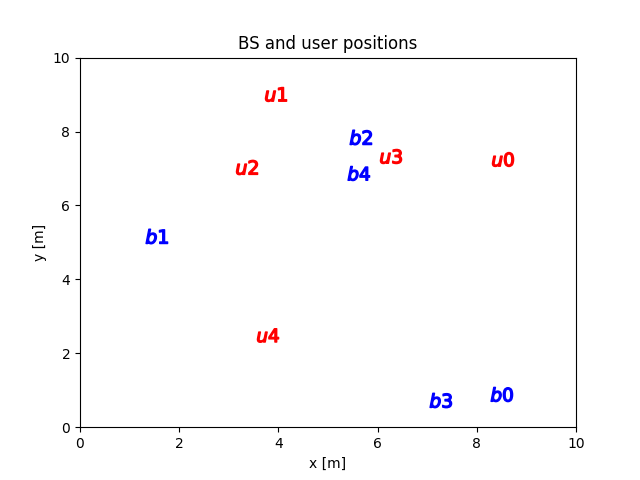 BS and user positions
10
8
6
4
2
0
y [m]
u1
b2
u3
u0
u2
b4
b1
u4
b3
b0
0 2 4 6 8 10
x [m]